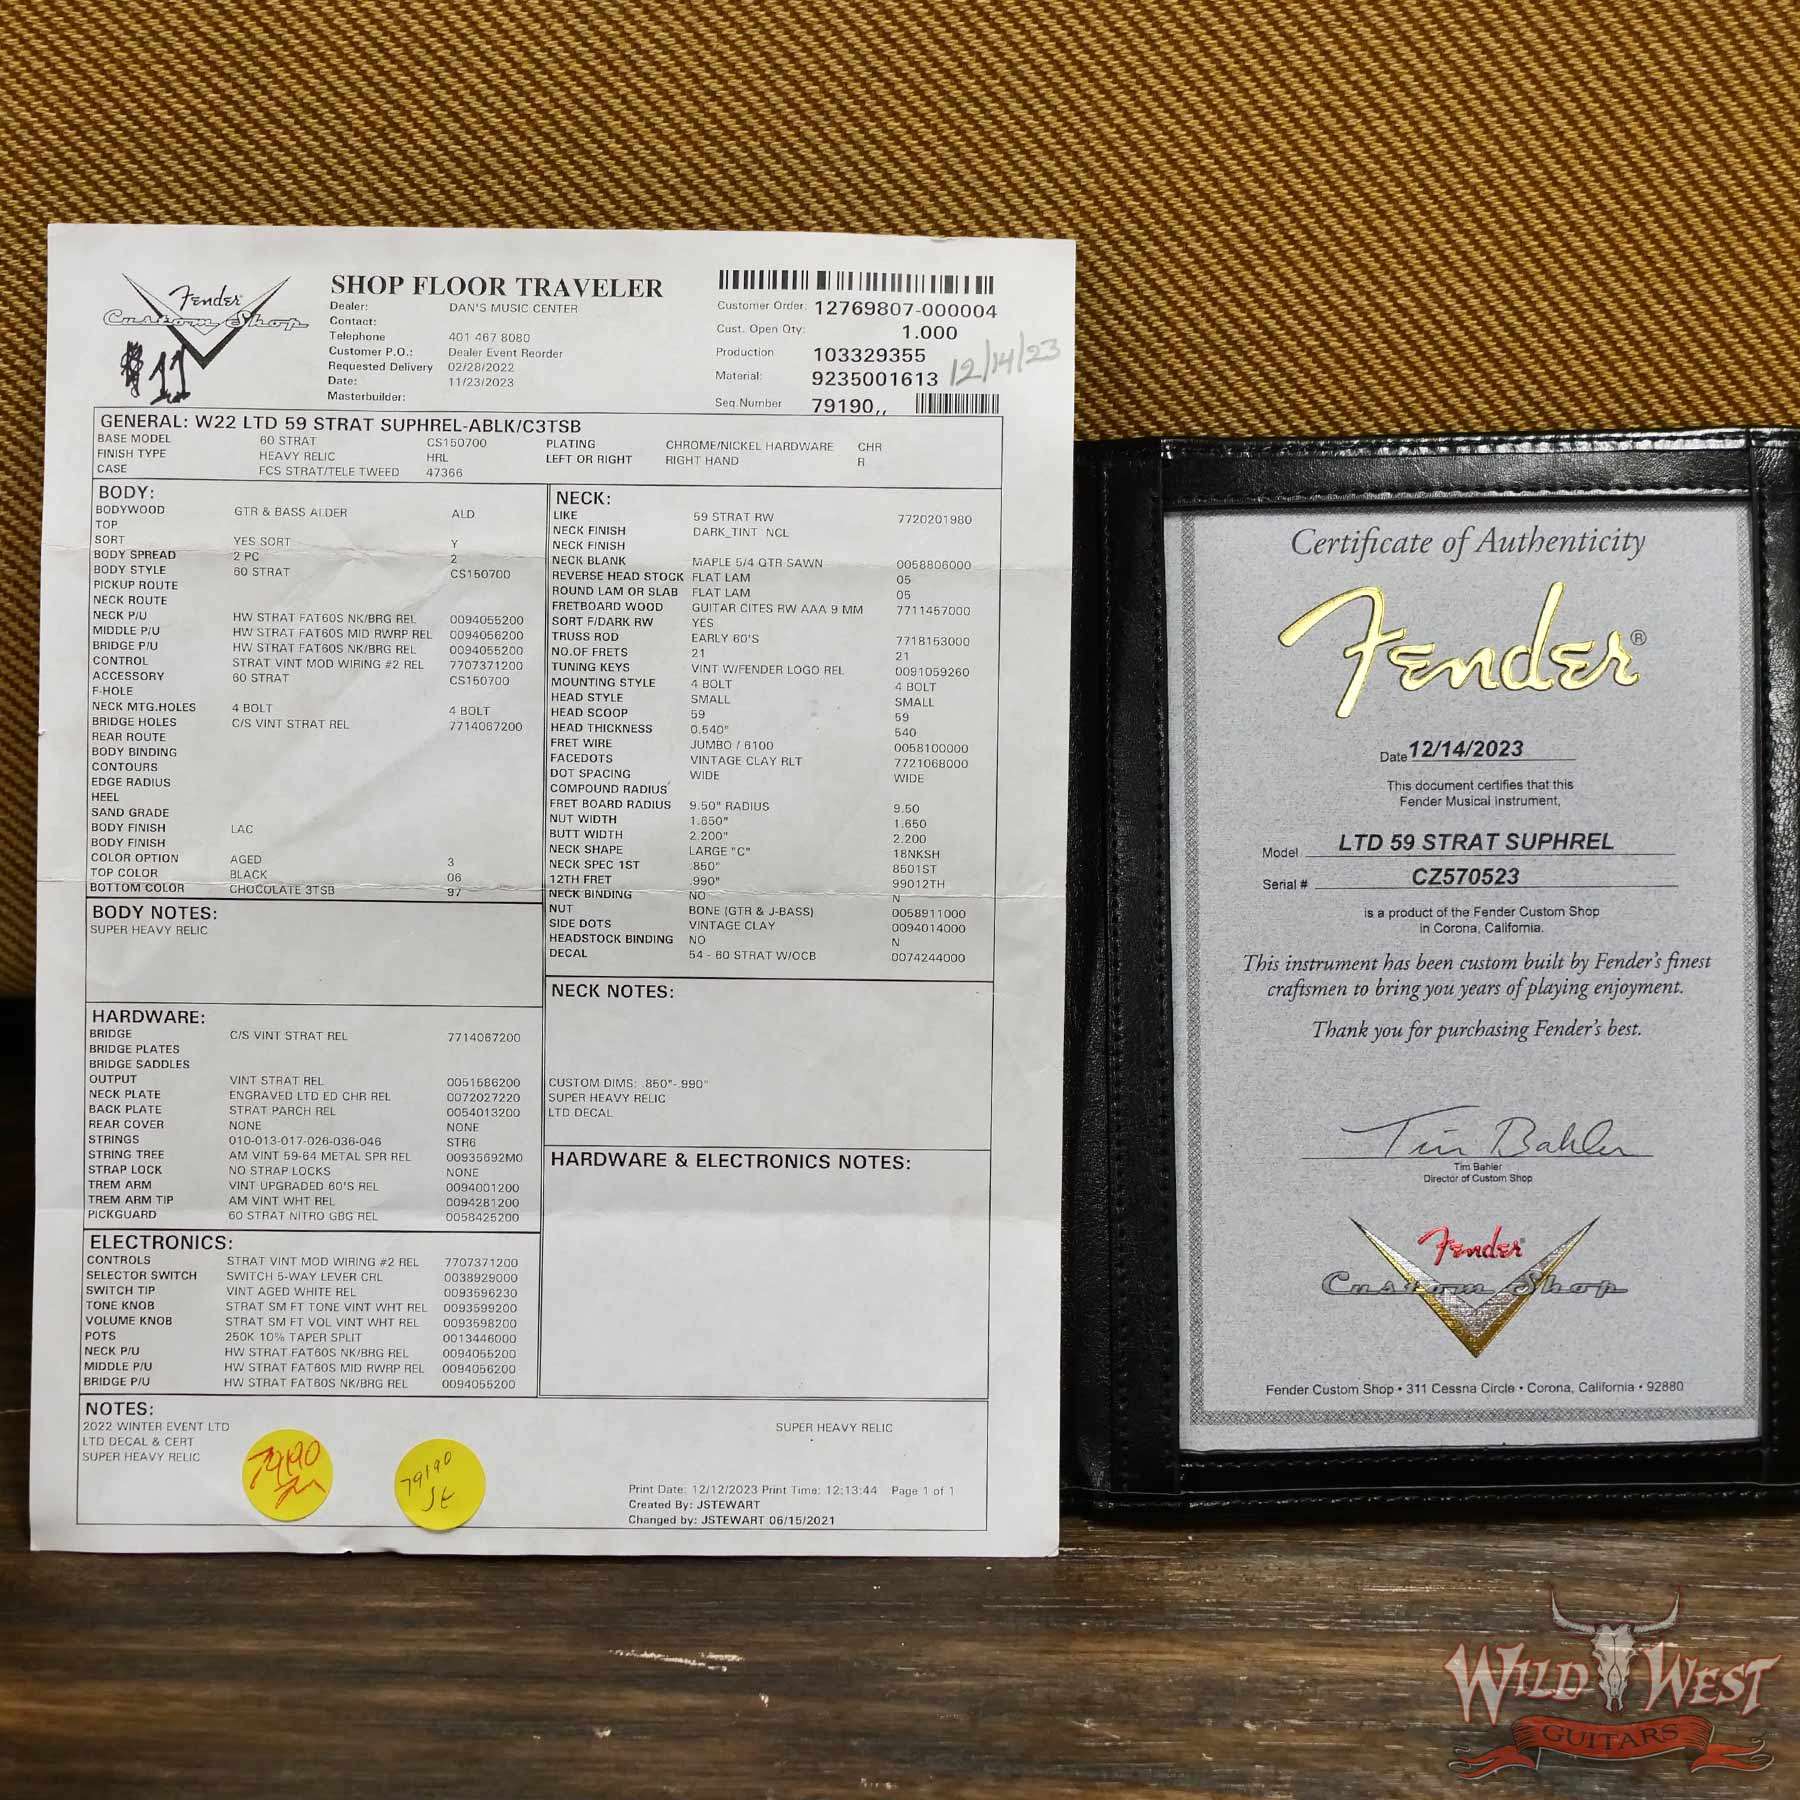 Fender
Custom Shop
# 11
SHOP FLOOR TRAVELER
Dealer: DAN'S MUSIC CENTER
Contact:
Telephone 401 467 8080
Customer P.O.: Dealer Event Reorder
Requested Delivery 02/28/2022
Date: 11/23/2023
Masterbuilder:
Customer Order: 12769807-000004
Cust. Open Qty: 1.000
Production 103329355
Material: 9235001613
12/14/23
Seq.Number 79190,,
GENERAL: W22 LTD 59 STRAT SUPHREL-ABLK/C3TSB
BASE MODEL 60 STRAT CS150700 PLATING CHROME/NICKEL HARDWARE CHR
FINISH TYPE HEAVY RELIC HRL LEFT OR RIGHT RIGHT HAND R
CASE FCS STRAT/TELE TWEED 47366
BODY:
BODYWOOD GTR & BASS ALDER ALD
TOP
SORT YES SORT Y
BODY SPREAD 2 PC 2
BODY STYLE 60 STRAT CS150700
PICKUP ROUTE
NECK ROUTE
NECK P/U HW STRAT FAT60S NK/BRG REL 0094055200
MIDDLE P/U HW STRAT FAT60S MID RWRP REL 0094056200
BRIDGE P/U HW STRAT FAT60S NK/BRG REL 0094055200
CONTROL STRAT VINT MOD WIRING #2 REL 7707371200
ACCESSORY 60 STRAT CS150700
F-HOLE
NECK MTG.HOLES 4 BOLT 4 BOLT
BRIDGE HOLES C/S VINT STRAT REL 7714067200
REAR ROUTE
BODY BINDING
CONTOURS
EDGE RADIUS
HEEL
SAND GRADE
BODY FINISH LAC
BODY FINISH
COLOR OPTION AGED 3
TOP COLOR BLACK 06
BOTTOM COLOR CHOCOLATE 3TSB 97
BODY NOTES:
SUPER HEAVY RELIC
HARDWARE:
BRIDGE C/S VINT STRAT REL 7714067200
BRIDGE PLATES
BRIDGE SADDLES
OUTPUT VINT STRAT REL 0051586200
NECK PLATE ENGRAVED LTD ED CHR REL 0072027220
BACK PLATE STRAT PARCH REL 0054013200
REAR COVER NONE NONE
STRINGS 010-013-017-026-036-046 STR6
STRING TREE AM VINT 59-64 METAL SPR REL 00935692M0
STRAP LOCK NO STRAP LOCKS NONE
TREM ARM VINT UPGRADED 60'S REL 0094001200
TREM ARM TIP AM VINT WHT REL 0094281200
PICKGUARD 60 STRAT NITRO GBG REL 0058425200
ELECTRONICS:
CONTROLS STRAT VINT MOD WIRING #2 REL 7707371200
SELECTOR SWITCH SWITCH 5-WAY LEVER CRL 0038929000
SWITCH TIP VINT AGED WHITE REL 0093596230
TONE KNOB STRAT SM FT TONE VINT WHT REL 0093599200
VOLUME KNOB STRAT SM FT VOL VINT WHT REL 0093598200
POTS 250K 10% TAPER SPLIT 0013446000
NECK P/U HW STRAT FAT60S NK/BRG REL 0094055200
MIDDLE P/U HW STRAT FAT60S MID RWRP REL 0094056200
BRIDGE P/U HW STRAT FAT60S NK/BRG REL 0094055200
NECK:
LIKE 59 STRAT RW 7720201980
NECK FINISH DARK_TINT NCL
NECK FINISH
NECK BLANK MAPLE 5/4 QTR SAWN 0058806000
REVERSE HEAD STOCK FLAT LAM 05
ROUND LAM OR SLAB FLAT LAM 05
FRETBOARD WOOD GUITAR CITES RW AAA 9 MM 7711457000
SORT F/DARK RW YES
TRUSS ROD EARLY 60'S 7718153000
NO.OF FRETS 21 21
TUNING KEYS VINT W/FENDER LOGO REL 0091059260
MOUNTING STYLE 4 BOLT 4 BOLT
HEAD STYLE SMALL SMALL
HEAD SCOOP 59 59
HEAD THICKNESS 0.540" 540
FRET WIRE JUMBO / 6100 0058100000
FACEDOTS VINTAGE CLAY RLT 7721068000
DOT SPACING WIDE WIDE
COMPOUND RADIUS
FRET BOARD RADIUS 9.50" RADIUS 9.50
NUT WIDTH 1.650" 1.650
BUTT WIDTH 2.200" 2.200
NECK SHAPE LARGE "C" 18NKSH
NECK SPEC 1ST .850" 8501ST
12TH FRET .990" 99012TH
NECK BINDING NO N
NUT BONE (GTR & J-BASS) 0058911000
SIDE DOTS VINTAGE CLAY 0094014000
HEADSTOCK BINDING NO N
DECAL 54 - 60 STRAT W/OCB 0074244000
NECK NOTES:
CUSTOM DIMS: .850"-.990"
SUPER HEAVY RELIC
LTD DECAL
HARDWARE & ELECTRONICS NOTES:
NOTES:
2022 WINTER EVENT LTD
LTD DECAL & CERT
SUPER HEAVY RELIC
SUPER HEAVY RELIC
79190
79190
Print Date: 12/12/2023 Print Time: 12:13:44 Page 1 of 1
Created By: JSTEWART
Changed by: JSTEWART 06/15/2021
Certificate of Authenticity
Fender®
Date 12/14/2023
This document certifies that this
Fender Musical Instrument,
Model LTD 59 STRAT SUPHREL
Serial # CZ570523
is a product of the Fender Custom Shop
in Corona, California.
This instrument has been custom built by Fender's finest
craftsmen to bring you years of playing enjoyment.
Thank you for purchasing Fender's best.
Tim Bahler
Tim Bahler
Director of Custom Shop
Fender®
Custom Shop
Fender Custom Shop • 311 Cessna Circle • Corona, California • 92880
WILD WEST
GUITARS